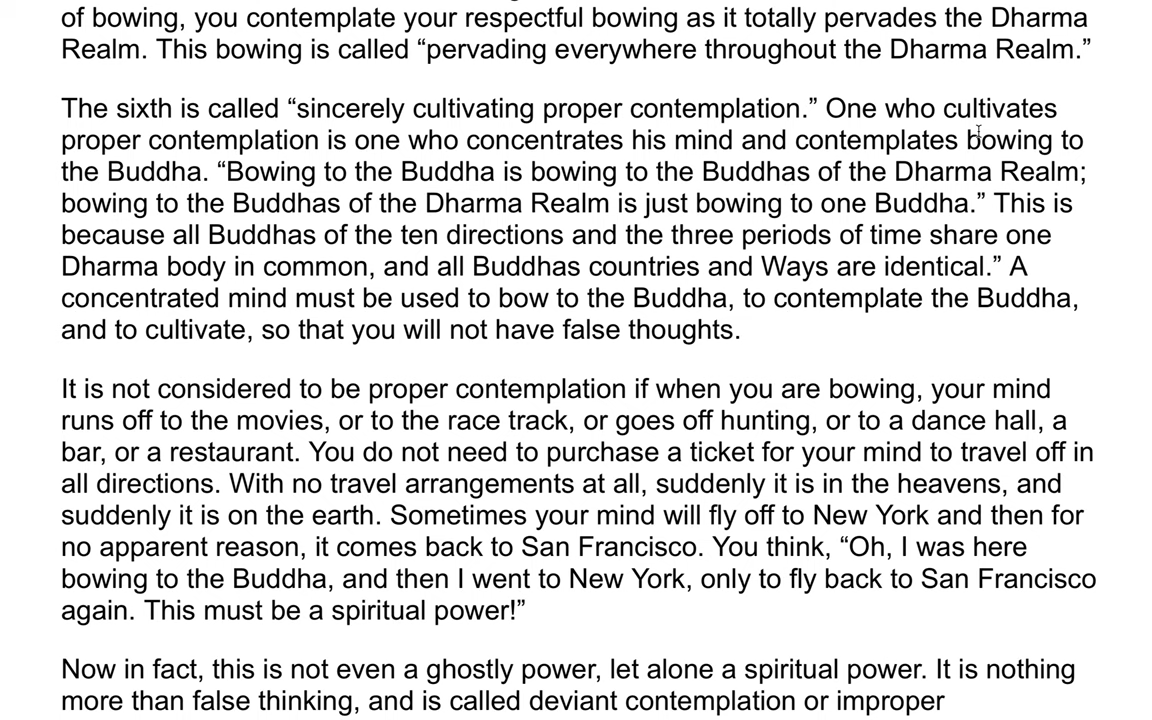 of bowing, you contemplate your respectful bowing as it totally pervades the Dharma
Realm. This bowing is called “pervading everywhere throughout the Dharma Realm.”
The sixth is called “sincerely cultivating proper contemplation.” One who cultivates
proper contemplation is one who concentrates his mind and contemplates bowing to
the Buddha. “Bowing to the Buddha is bowing to the Buddhas of the Dharma Realm;
bowing to the Buddhas of the Dharma Realm is just bowing to one Buddha.” This is
because all Buddhas of the ten directions and the three periods of time share one
Dharma body in common, and all Buddhas countries and Ways are identical.” A
concentrated mind must be used to bow to the Buddha, to contemplate the Buddha,
and to cultivate, so that you will not have false thoughts.
It is not considered to be proper contemplation if when you are bowing, your mind
runs off to the movies, or to the race track, or goes off hunting, or to a dance hall, a
bar, or a restaurant. You do not need to purchase a ticket for your mind to travel off in
all directions. With no travel arrangements at all, suddenly it is in the heavens, and
suddenly it is on the earth. Sometimes your mind will fly off to New York and then for
no apparent reason, it comes back to San Francisco. You think, “Oh, I was here
bowing to the Buddha, and then I went to New York, only to fly back to San Francisco
again. This must be a spiritual power!”
Now in fact, this is not even a ghostly power, let alone a spiritual power. It is nothing
more than false thinking, and is called deviant contemplation or improper